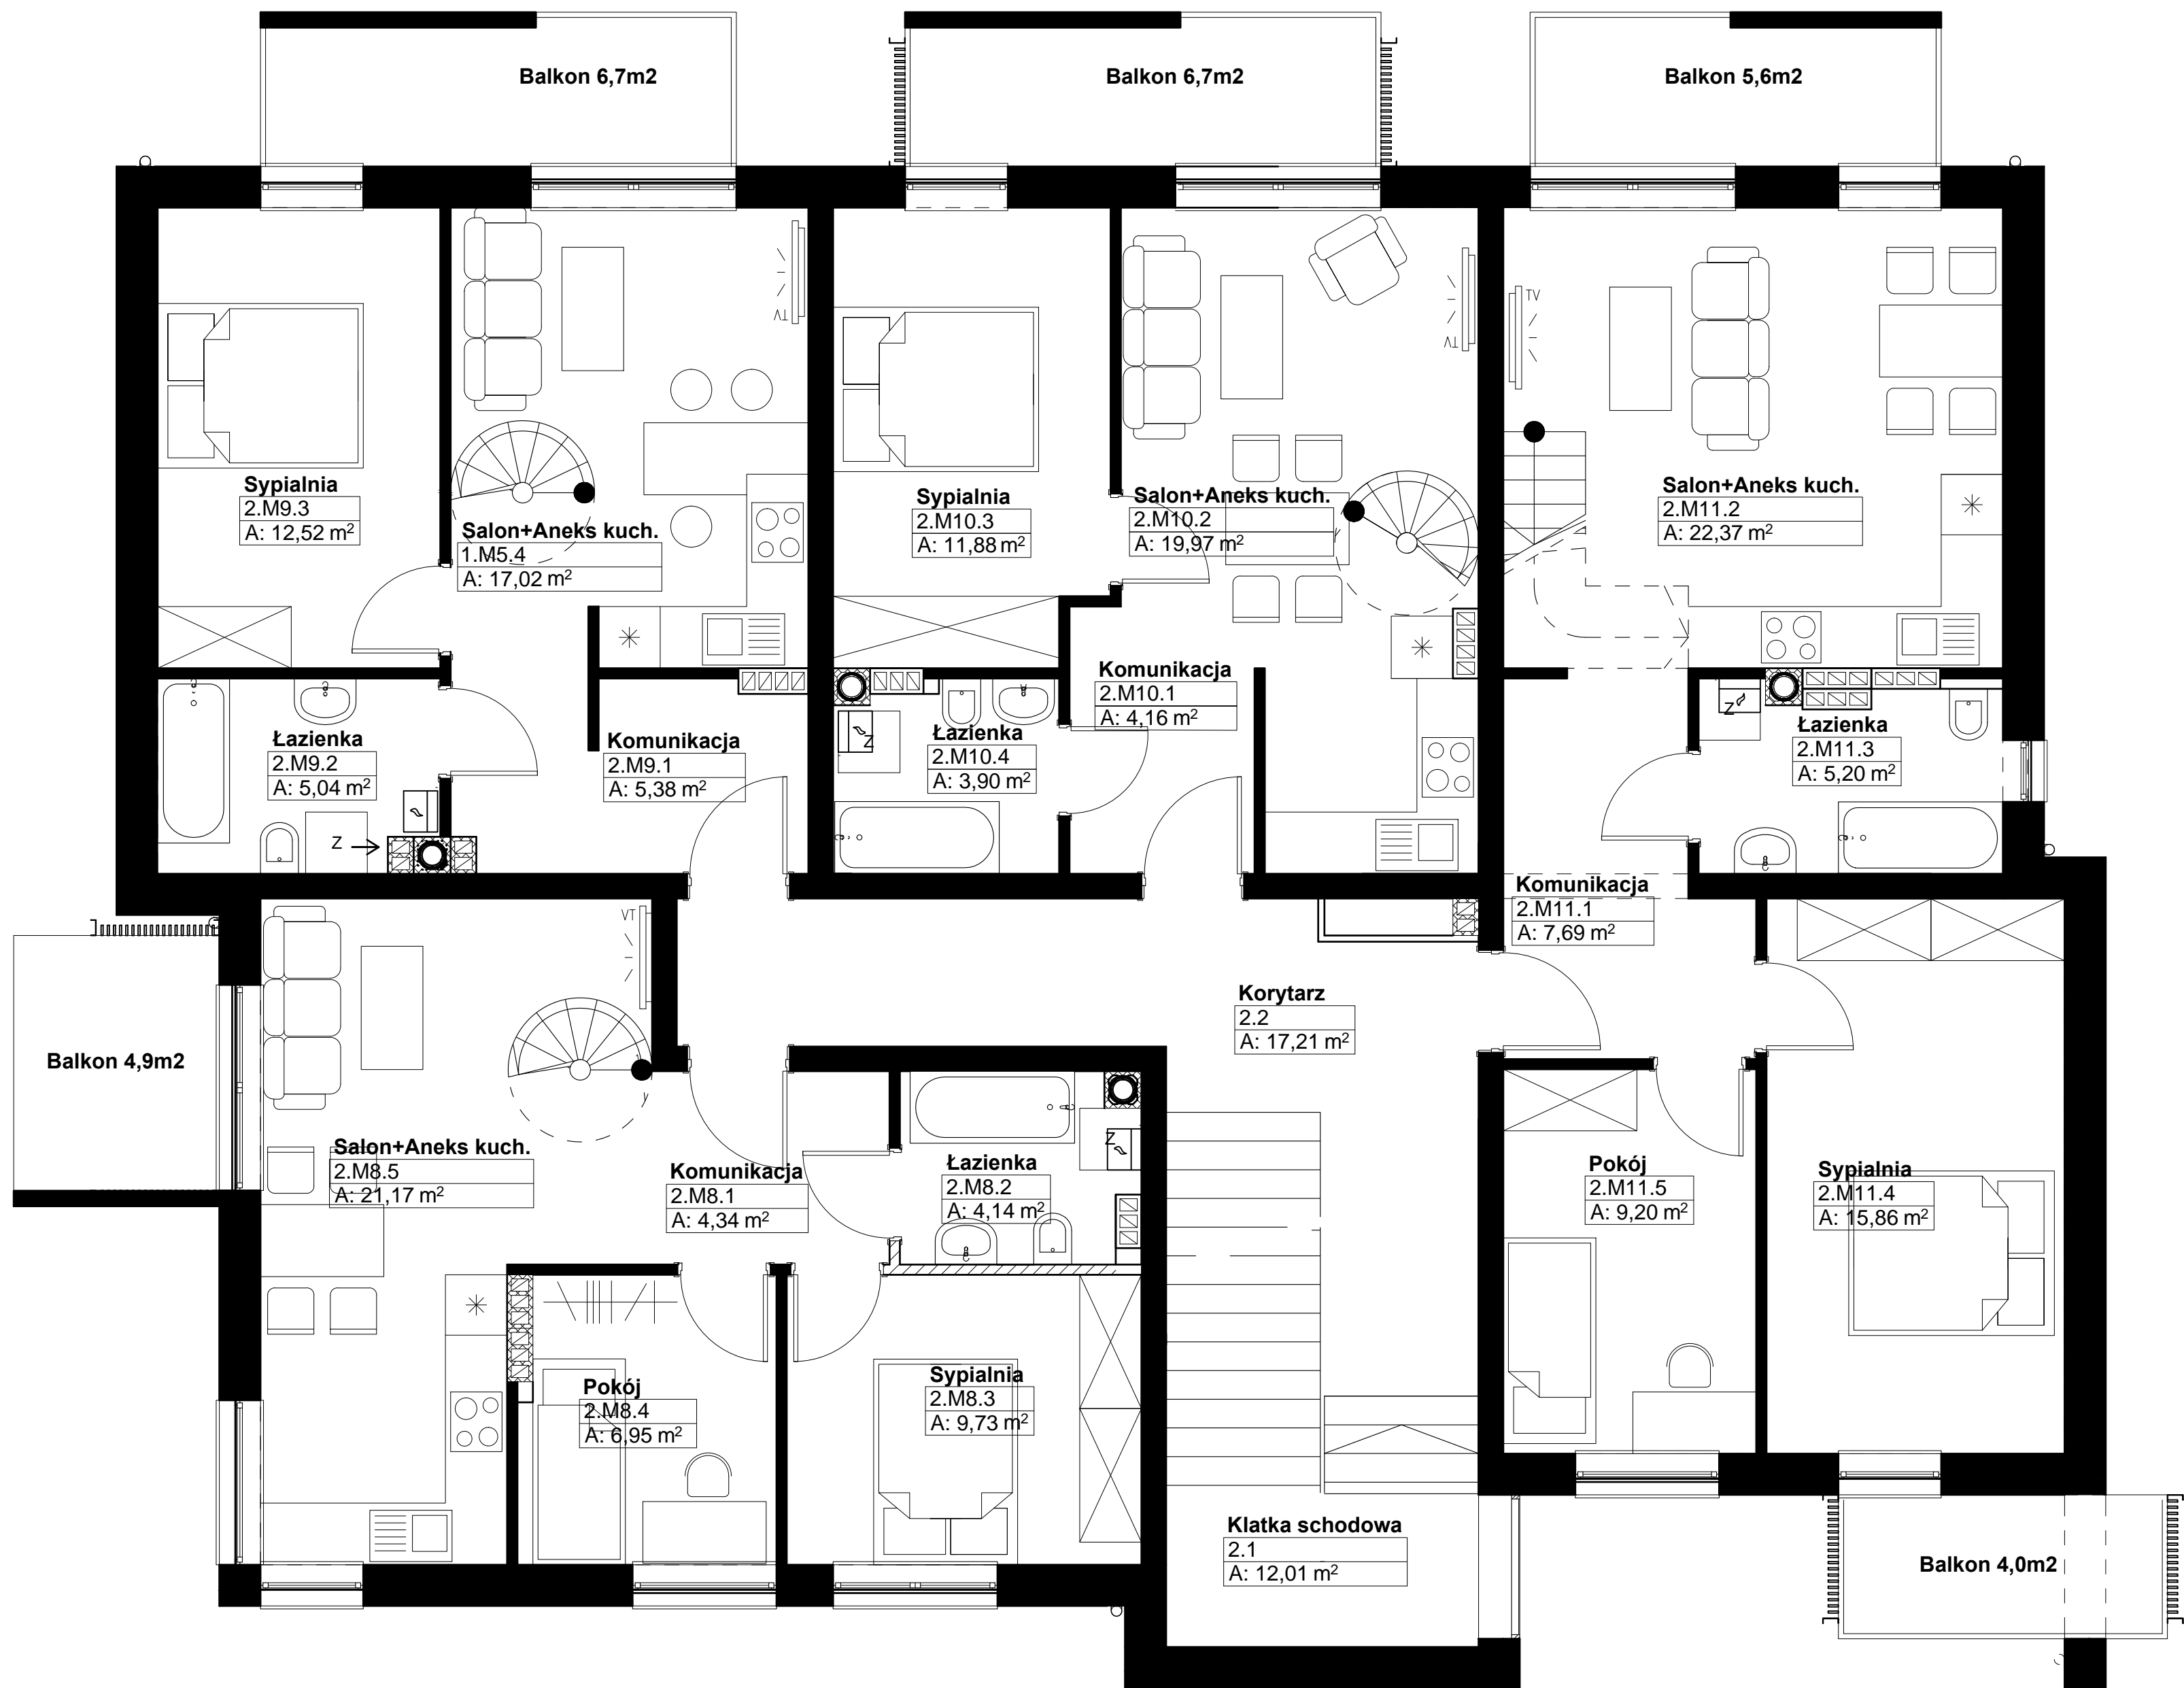 Balkon 6,7m2
Balkon 6,7m2
Balkon 5,6m2
TV
TV
TV
Sypialnia
2.M9.3
A: 12,52 m²
Salon+Aneks kuch.
1.M5.4
A: 17,02 m²
Sypialnia
2.M10.3
A: 11,88 m²
Salon+Aneks kuch.
2.M10.2
A: 19,97 m²
Salon+Aneks kuch.
2.M11.2
A: 22,37 m²
Łazienka
2.M9.2
A: 5,04 m²
Z
Komunikacja
2.M9.1
A: 5,38 m²
Z
Łazienka
2.M10.4
A: 3,90 m²
Komunikacja
2.M10.1
A: 4,16 m²
Z
Łazienka
2.M11.3
A: 5,20 m²
Komunikacja
2.M11.1
A: 7,69 m²
TV
Korytarz
2.2
A: 17,21 m²
Balkon 4,9m2
Salon+Aneks kuch.
2.M8.5
A: 21,17 m²
Komunikacja
2.M8.1
A: 4,34 m²
Z
Łazienka
2.M8.2
A: 4,14 m²
Pokój
2.M11.5
A: 9,20 m²
Sypialnia
2.M11.4
A: 15,86 m²
Pokój
2.M8.4
A: 6,95 m²
Sypialnia
2.M8.3
A: 9,73 m²
Klatka schodowa
2.1
A: 12,01 m²
Balkon 4,0m2